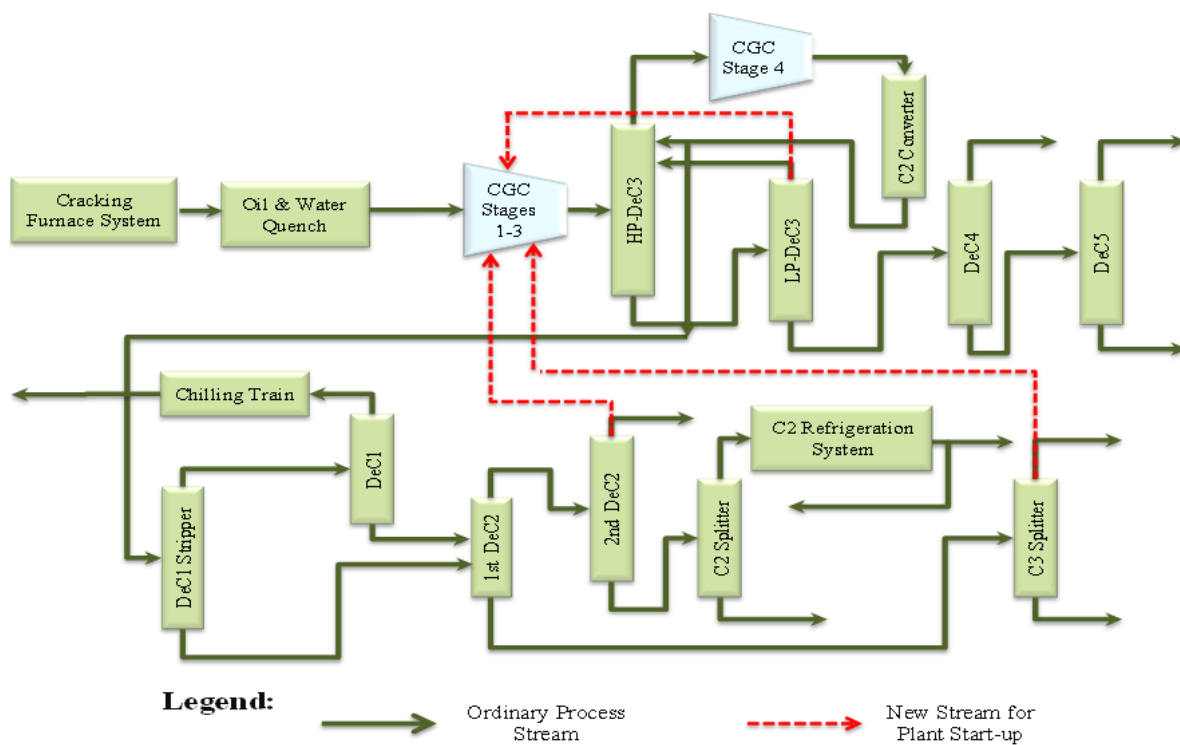 CGC
Stage 4
C2 Converter
Cracking
Furnace System
Oil & Water
Quench
CGC
Stages
1-3
HP-DeC3
LP-DeC3
DeC4
DeC5
Chilling Train
DeC1
DeC1 Stripper
1st DeC2
2nd DeC2
C2 Splitter
C2 Refrigeration
System
C3 Splitter
Legend:
Ordinary Process
Stream
New Stream for
Plant Start-up